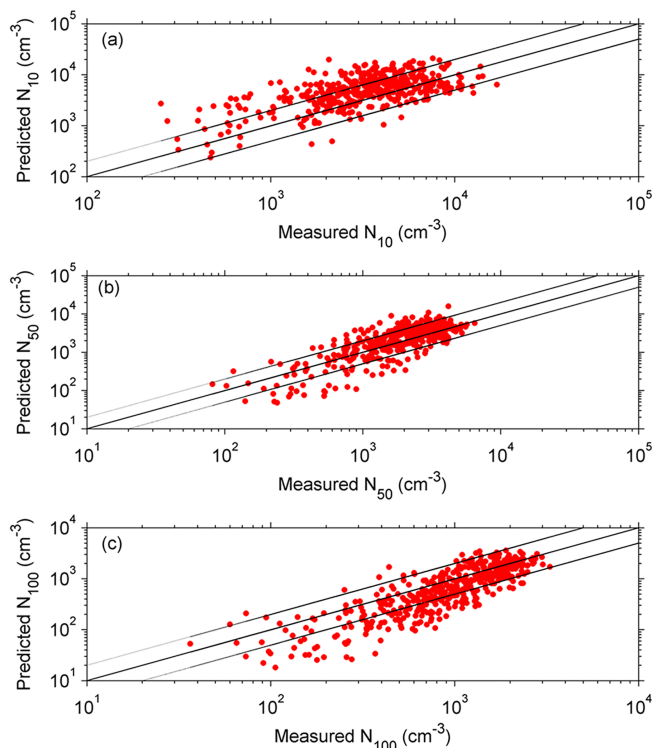 (a)
Predicted N10 (cm-3)
10^5
10^4
10^3
10^2
10^2 10^3 10^4 10^5
Measured N10 (cm-3)
(b)
Predicted N50 (cm-3)
10^5
10^4
10^3
10^2
10^1
10^1 10^2 10^3 10^4 10^5
Measured N50 (cm-3)
(c)
Predicted N100 (cm-3)
10^4
10^3
10^2
10^1
10^1 10^2 10^3 10^4
Measured N100 (cm-3)